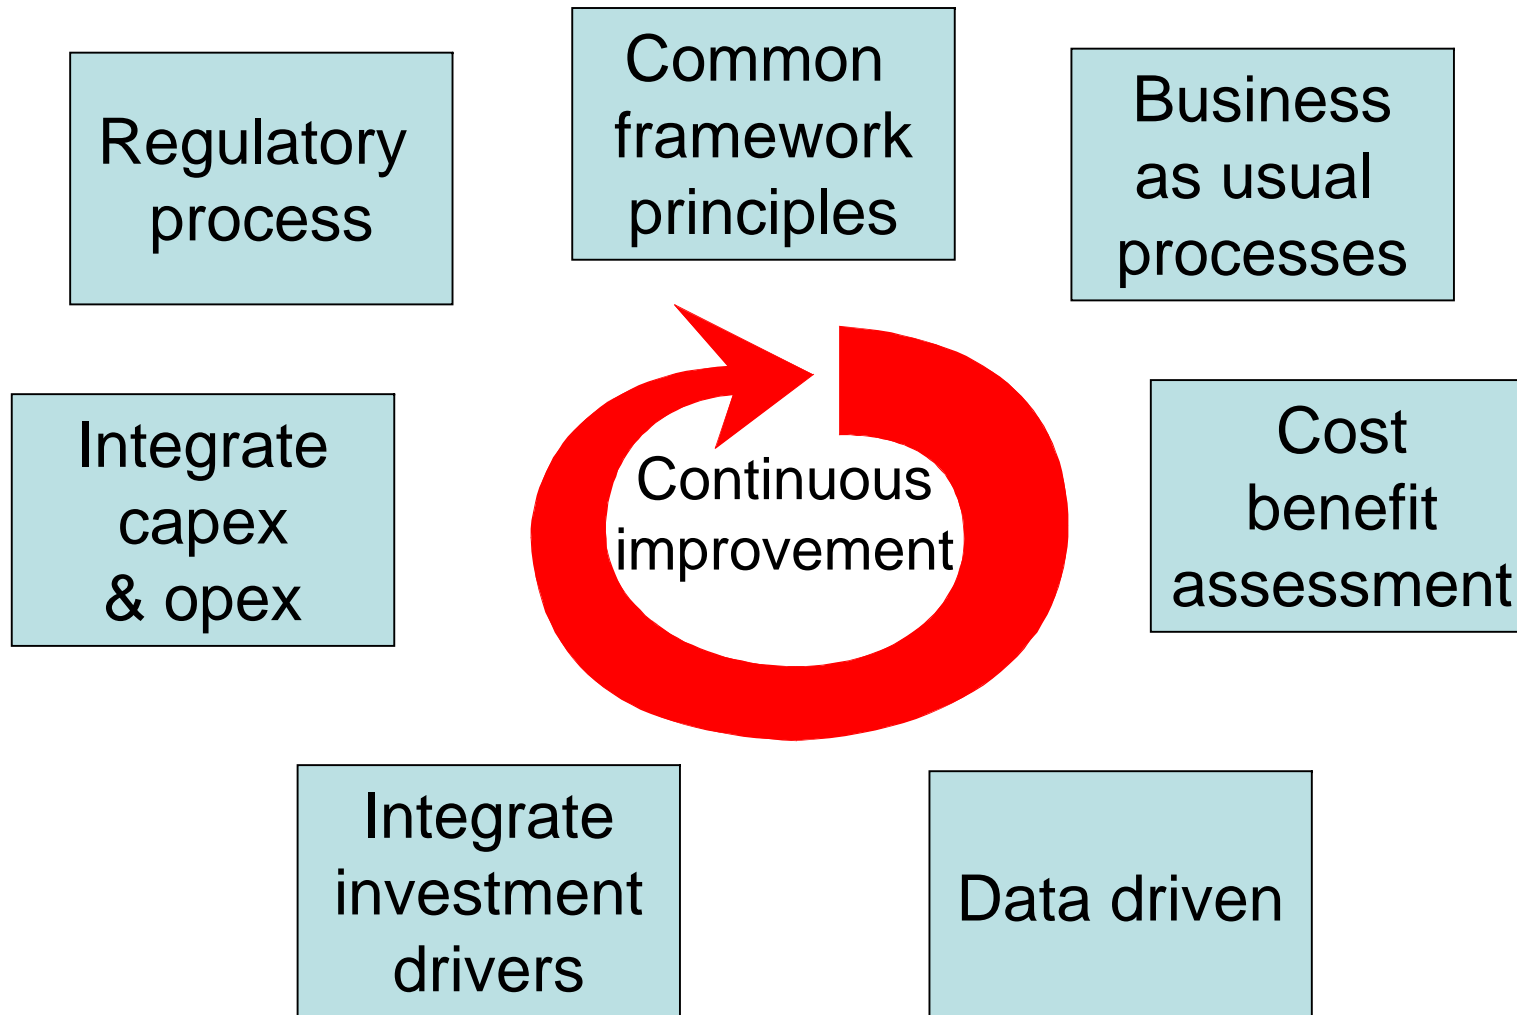 Regulatory
process
Common
framework
principles
Business
as usual
processes
Integrate
capex
& opex
Continuous
improvement
Cost
benefit
assessment
Integrate
investment
drivers
Data driven